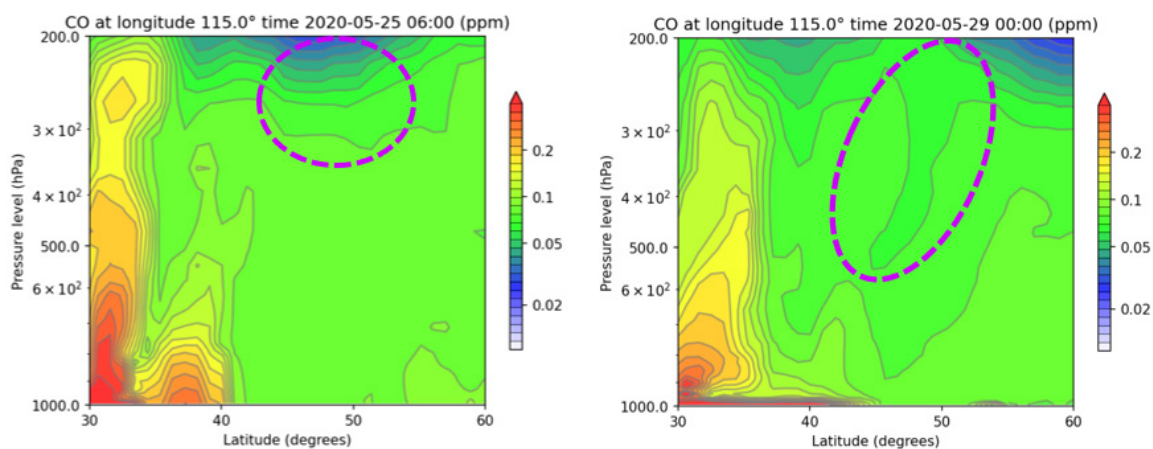 CO at longitude 115.0° time 2020-05-25 06:00 (ppm)
200.0
3 × 10²
4 × 10²
500.0
6 × 10²
1000.0
Pressure level (hPa)
30
40
50
60
Latitude (degrees)
0.2
0.1
0.05
0.02
CO at longitude 115.0° time 2020-05-29 00:00 (ppm)
200.0
3 × 10²
4 × 10²
500.0
6 × 10²
1000.0
Pressure level (hPa)
30
40
50
60
Latitude (degrees)
0.2
0.1
0.05
0.02